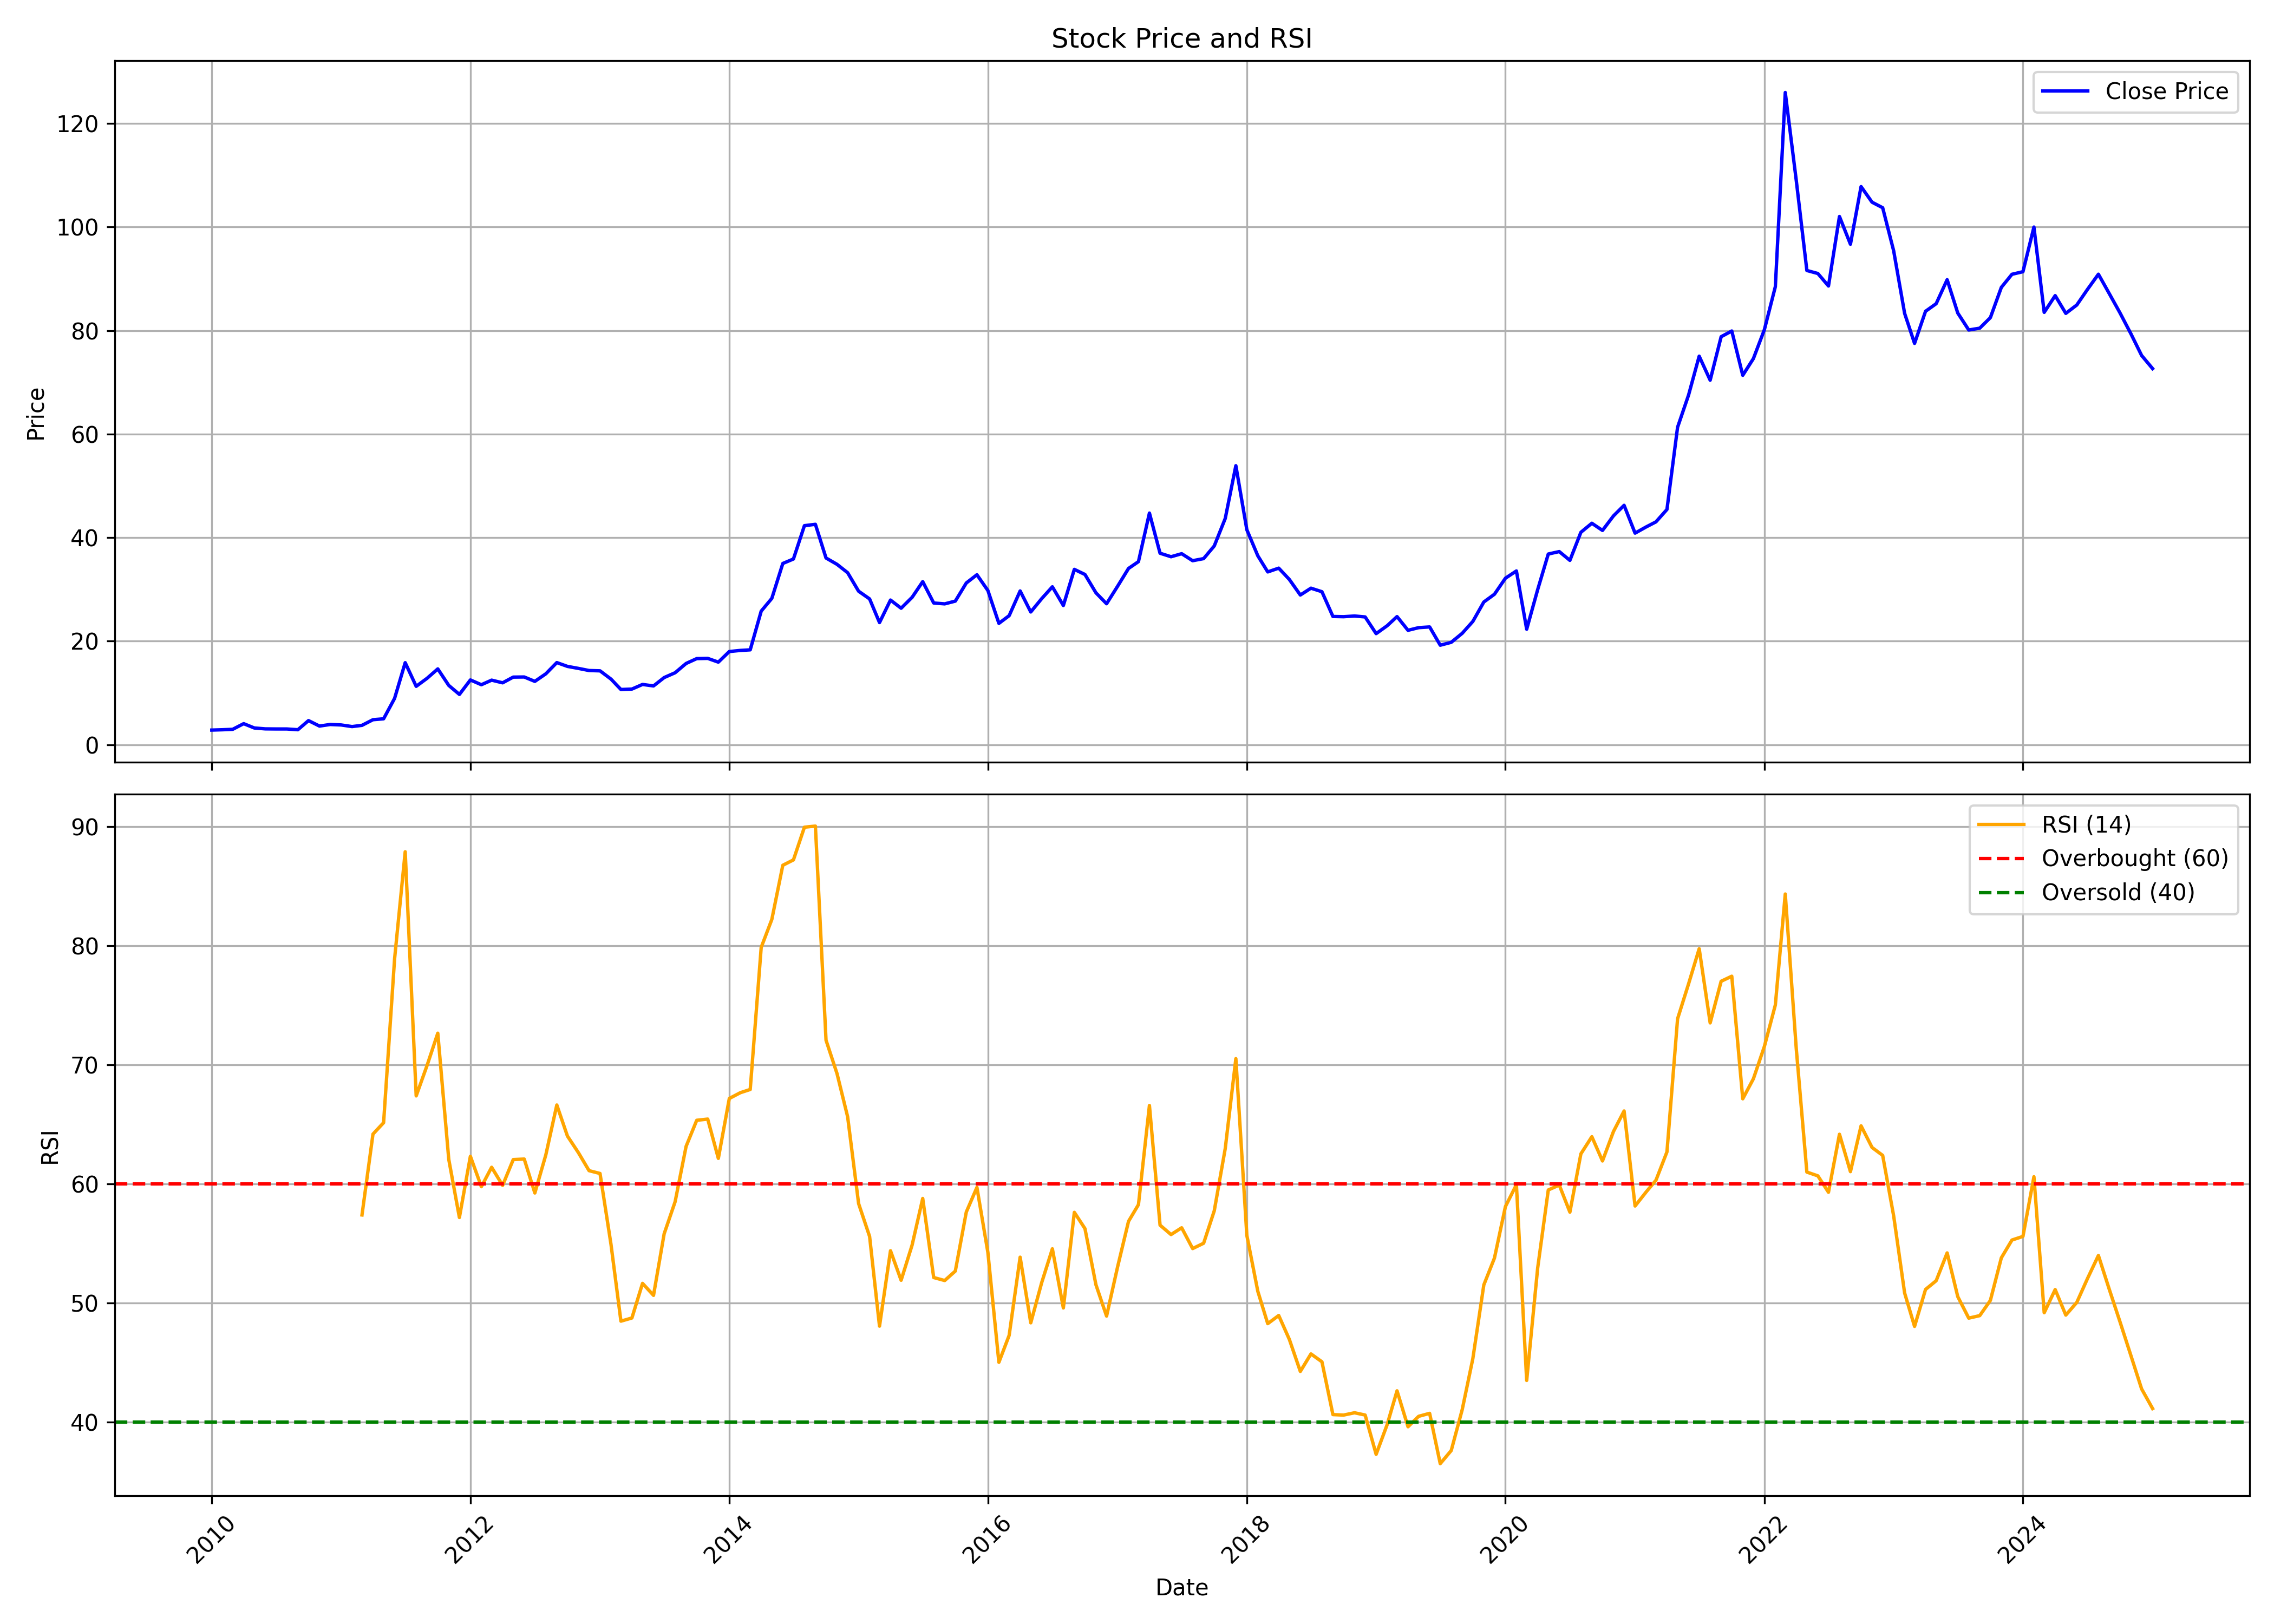 Stock Price and RSI
Close Price
120
100
80
60
40
20
0
Price
RSI (14)
Overbought (60)
Oversold (40)
90
80
70
60
50
40
RSI
2010
2012
2014
2016
2018
2020
2022
2024
Date